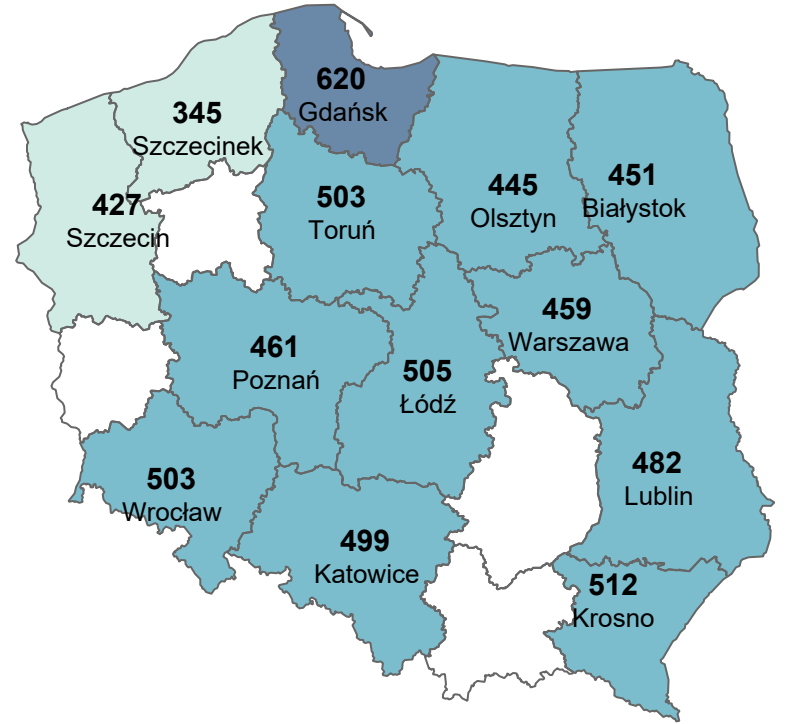 620
Gdańsk
345
Szczecinek
503
Toruń
445
Olsztyn
451
Białystok
427
Szczecin
459
Warszawa
461
Poznań
505
Łódź
482
Lublin
503
Wrocław
499
Katowice
512
Krosno